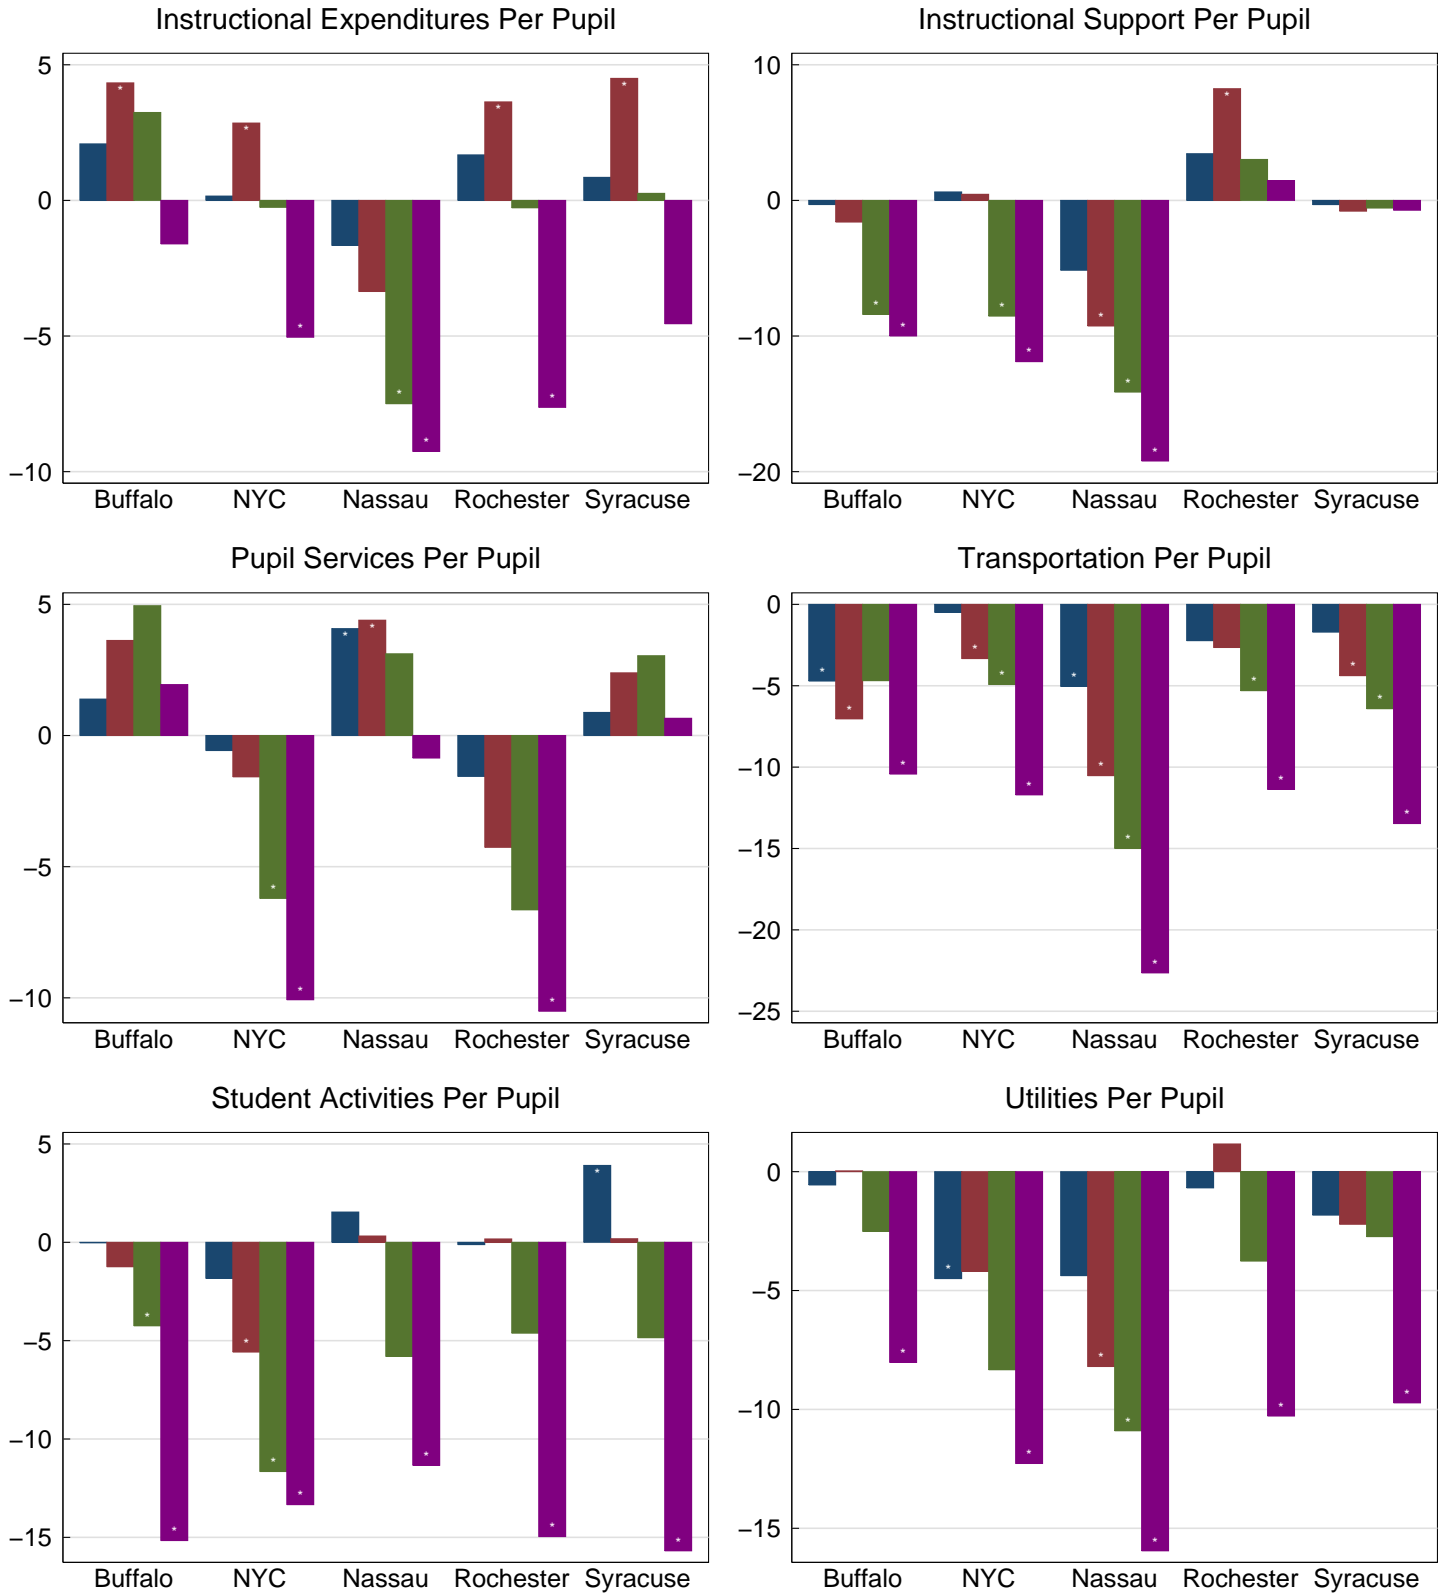 Instructional Expenditures Per Pupil
5
0
−5
−10
Buffalo NYC Nassau Rochester Syracuse
Instructional Support Per Pupil
10
0
−10
−20
Buffalo NYC Nassau Rochester Syracuse
Pupil Services Per Pupil
5
0
−5
−10
Buffalo NYC Nassau Rochester Syracuse
Transportation Per Pupil
0
−5
−10
−15
−20
−25
Buffalo NYC Nassau Rochester Syracuse
Student Activities Per Pupil
5
0
−5
−10
−15
Buffalo NYC Nassau Rochester Syracuse
Utilities Per Pupil
0
−5
−10
−15
Buffalo NYC Nassau Rochester Syracuse